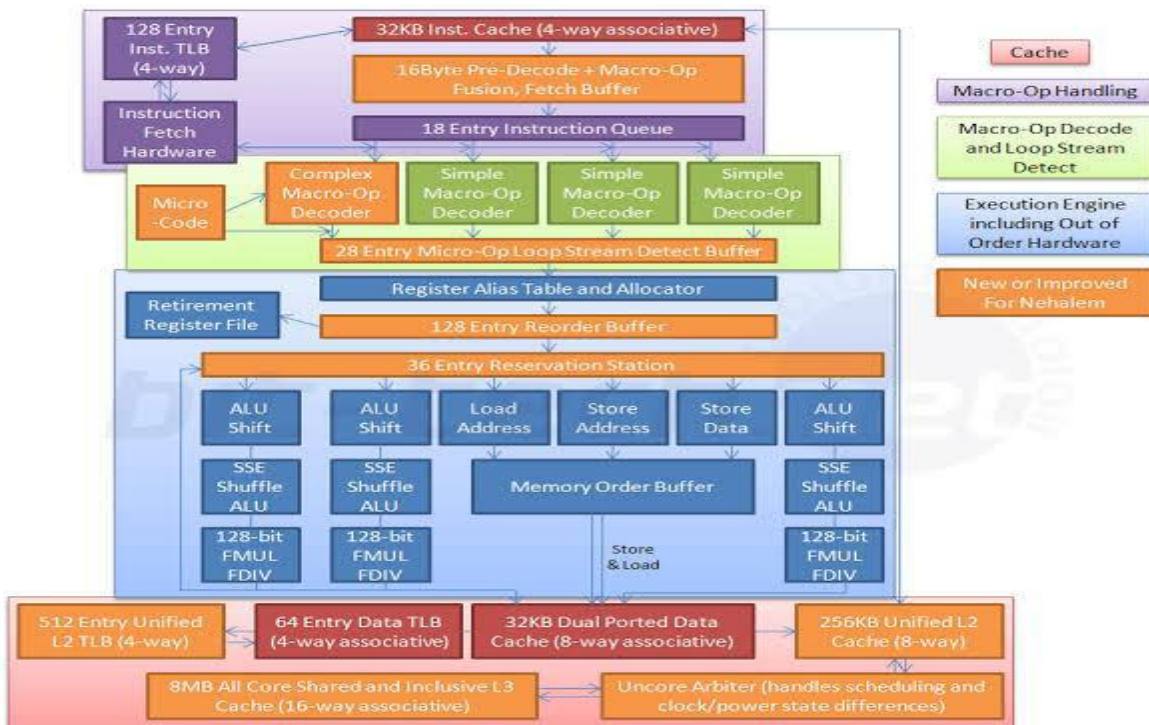 128 Entry
Inst. TLB
(4-way)
32KB Inst. Cache (4-way associative)
16Byte Pre-Decode + Macro-Op
Fusion, Fetch Buffer
Instruction
Fetch
Hardware
18 Entry Instruction Queue
Micro
-Code
Complex
Macro-Op
Decoder
Simple
Macro-Op
Decoder
Simple
Macro-Op
Decoder
Simple
Macro-Op
Decoder
28 Entry Micro-Op Loop Stream Detect Buffer
Register Alias Table and Allocator
Retirement
Register File
128 Entry Reorder Buffer
36 Entry Reservation Station
ALU
Shift
ALU
Shift
Load
Address
Store
Address
Store
Data
ALU
Shift
SSE
Shuffle
ALU
SSE
Shuffle
ALU
Memory Order Buffer
SSE
Shuffle
ALU
128-bit
FMUL
FDIV
128-bit
FMUL
FDIV
Store
& Load
128-bit
FMUL
FDIV
512 Entry Unified
L2 TLB (4-way)
64 Entry Data TLB
(4-way associative)
32KB Dual Ported Data
Cache (8-way associative)
256KB Unified L2
Cache (8-way)
8MB All Core Shared and Inclusive L3
Cache (16-way associative)
Uncore Arbiter (handles scheduling and
clock/power state differences)
Cache
Macro-Op Handling
Macro-Op Decode
and Loop Stream
Detect
Execution Engine
including Out of
Order Hardware
New or Improved
For Nehalem